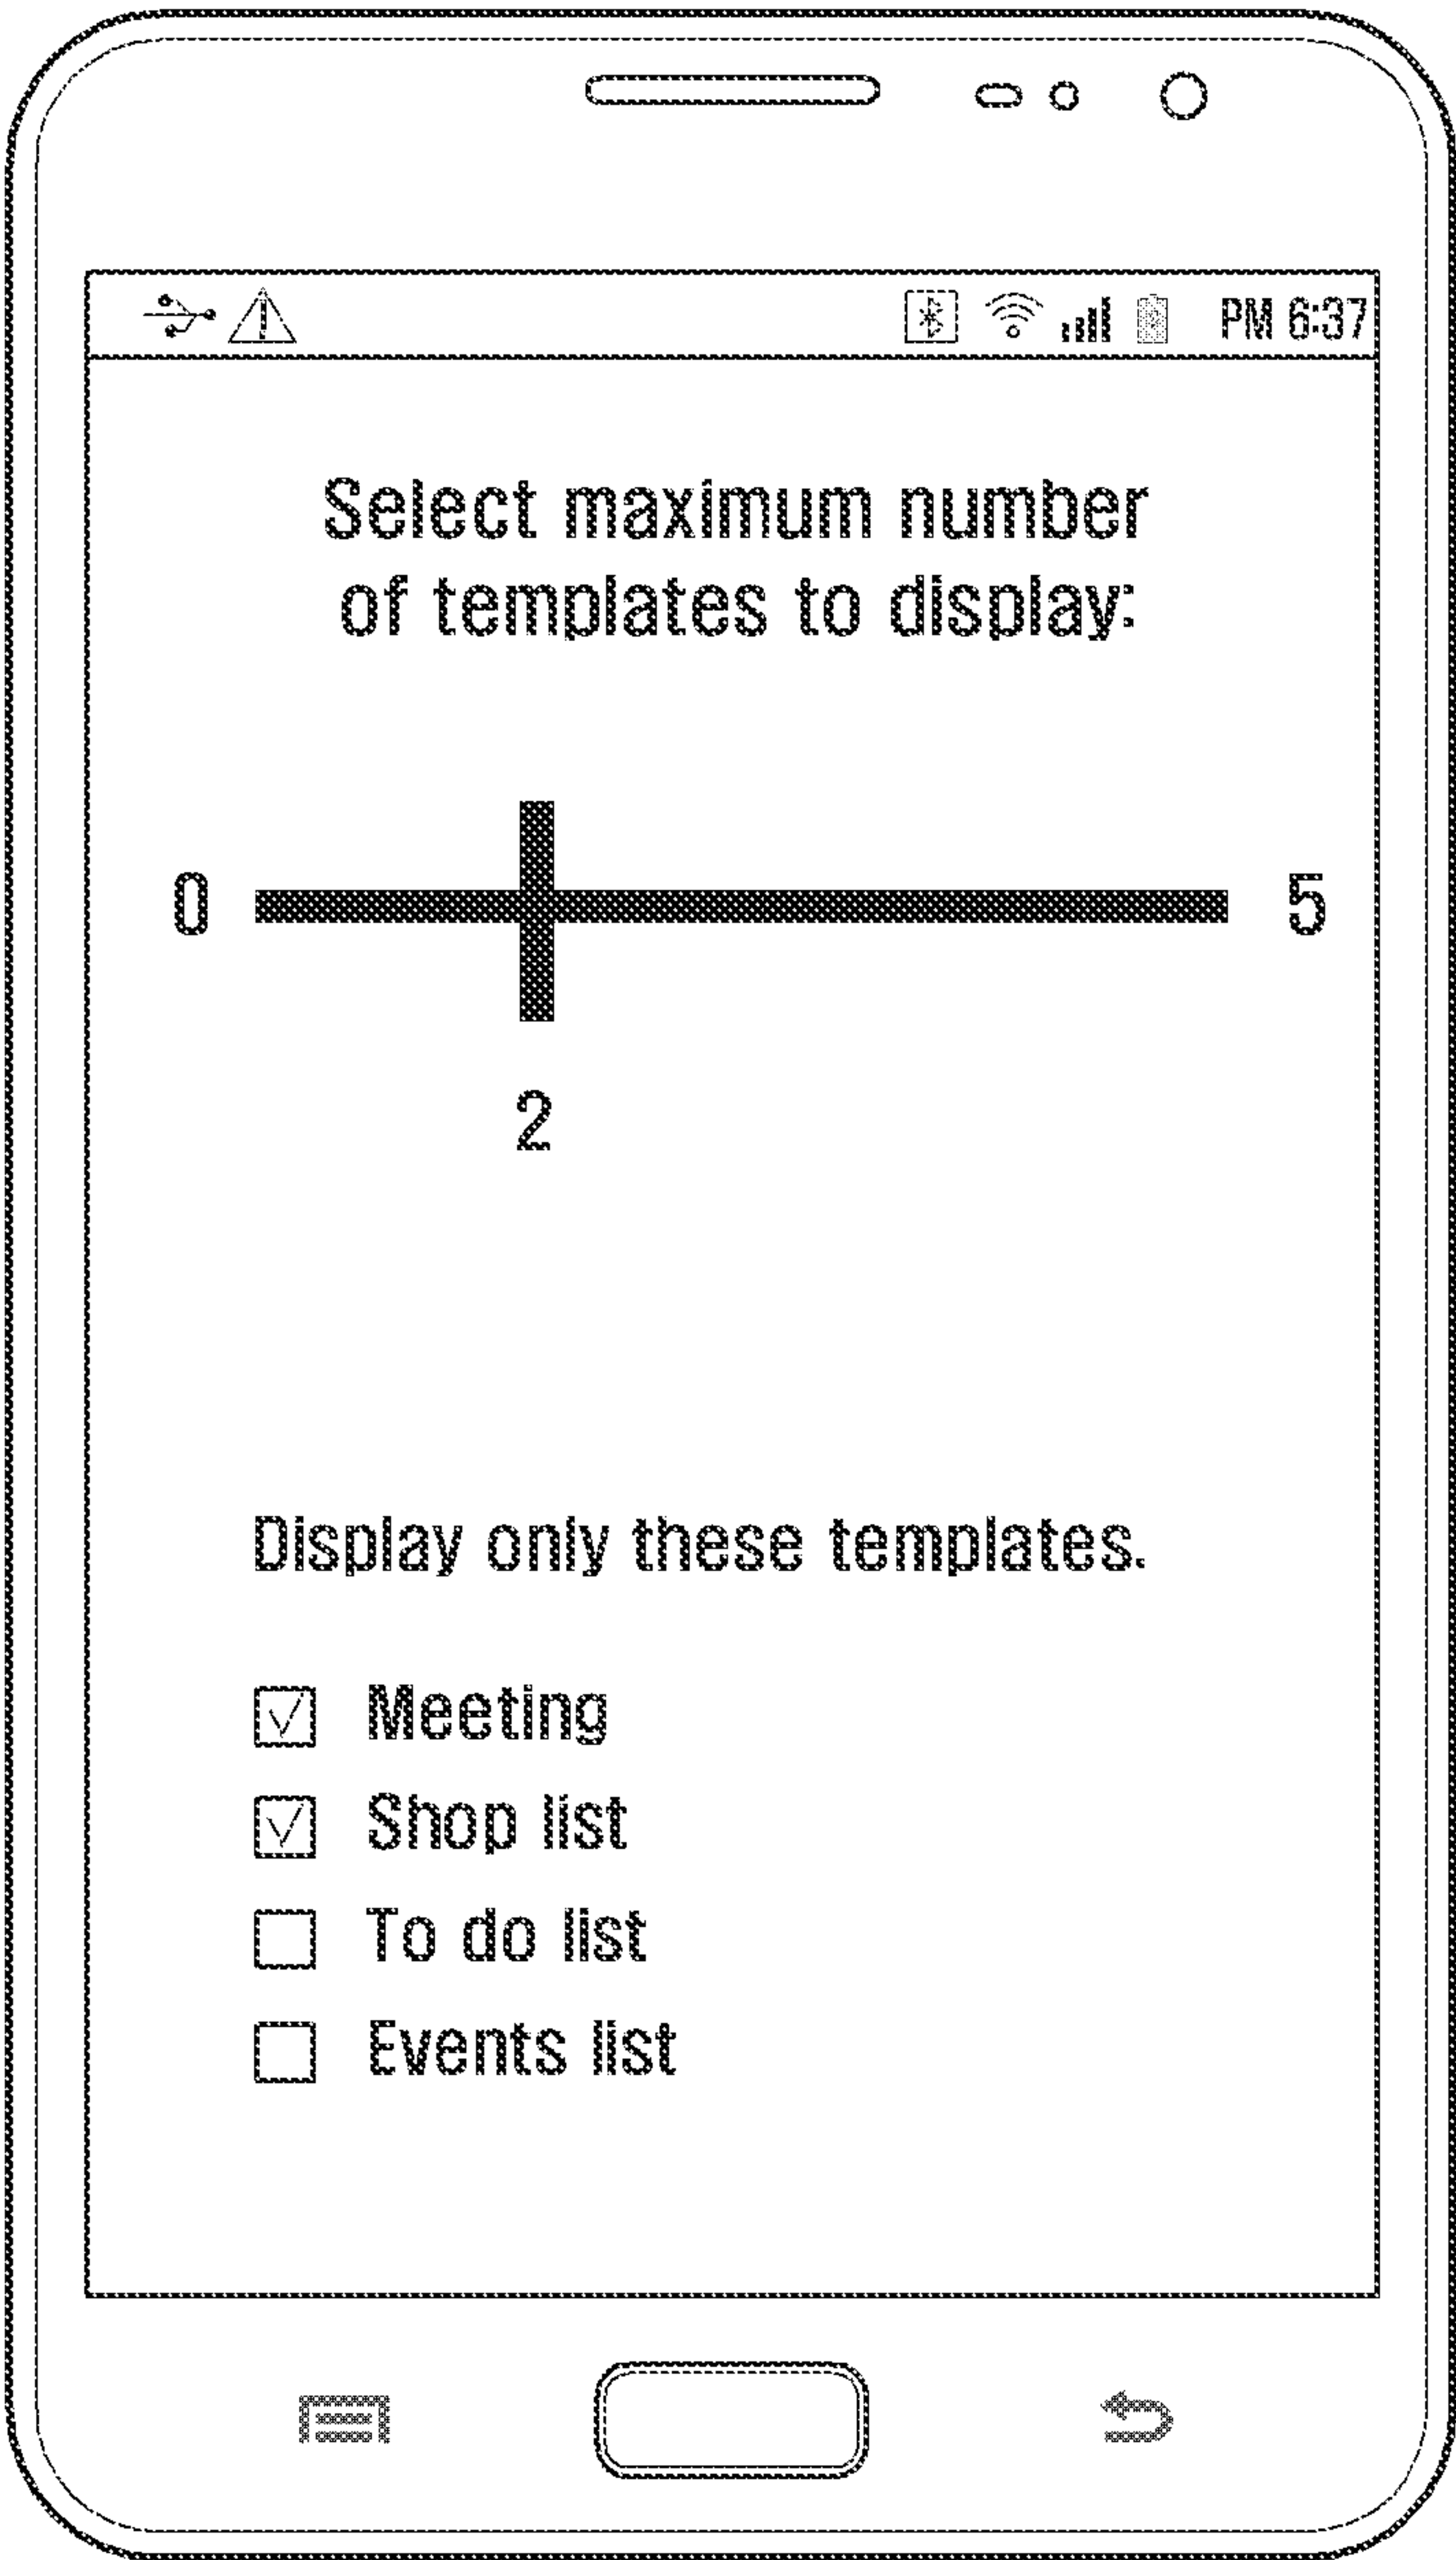 PM 6:37
Select maximum number
of templates to display:
0 5
2
Display only these templates.
Meeting
Shop list
To do list
Events list